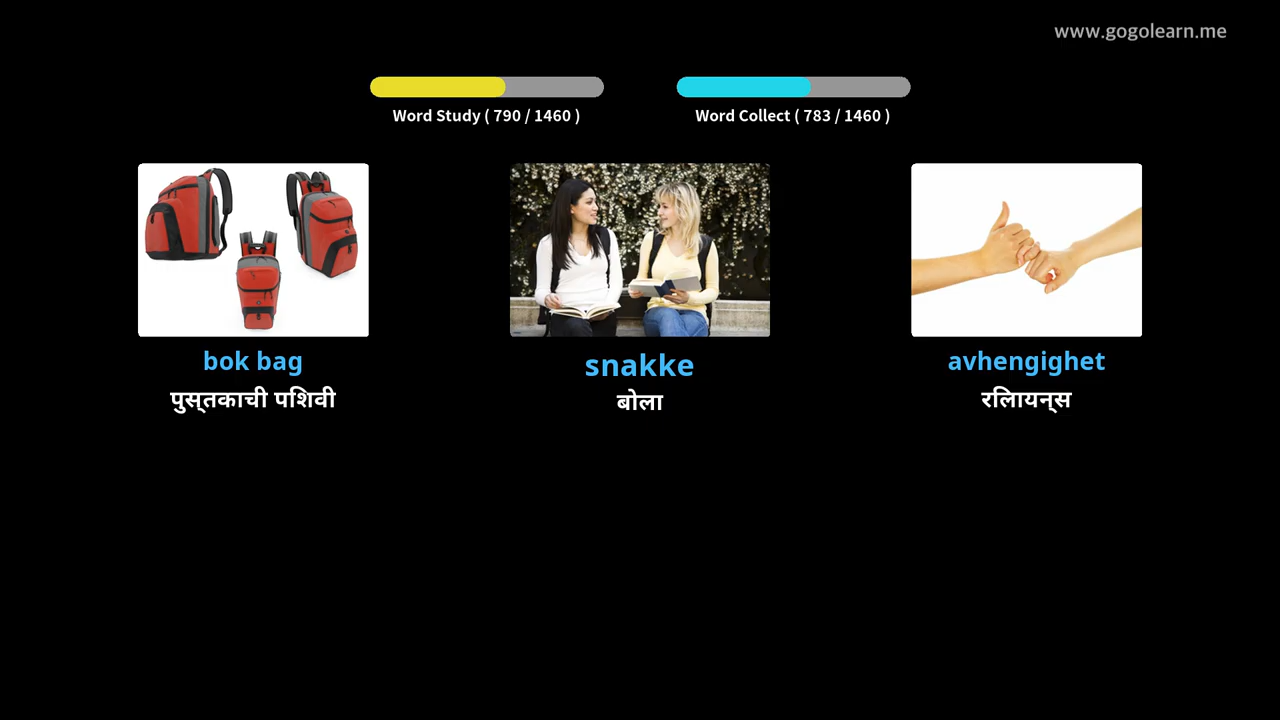 www.gogolearn.me
Word Study ( 790 / 1460 )
Word Collect ( 783 / 1460 )
bok bag
snakke
avhengighet
पुस्तकाची पिशवी
बोला
रिलायन्स